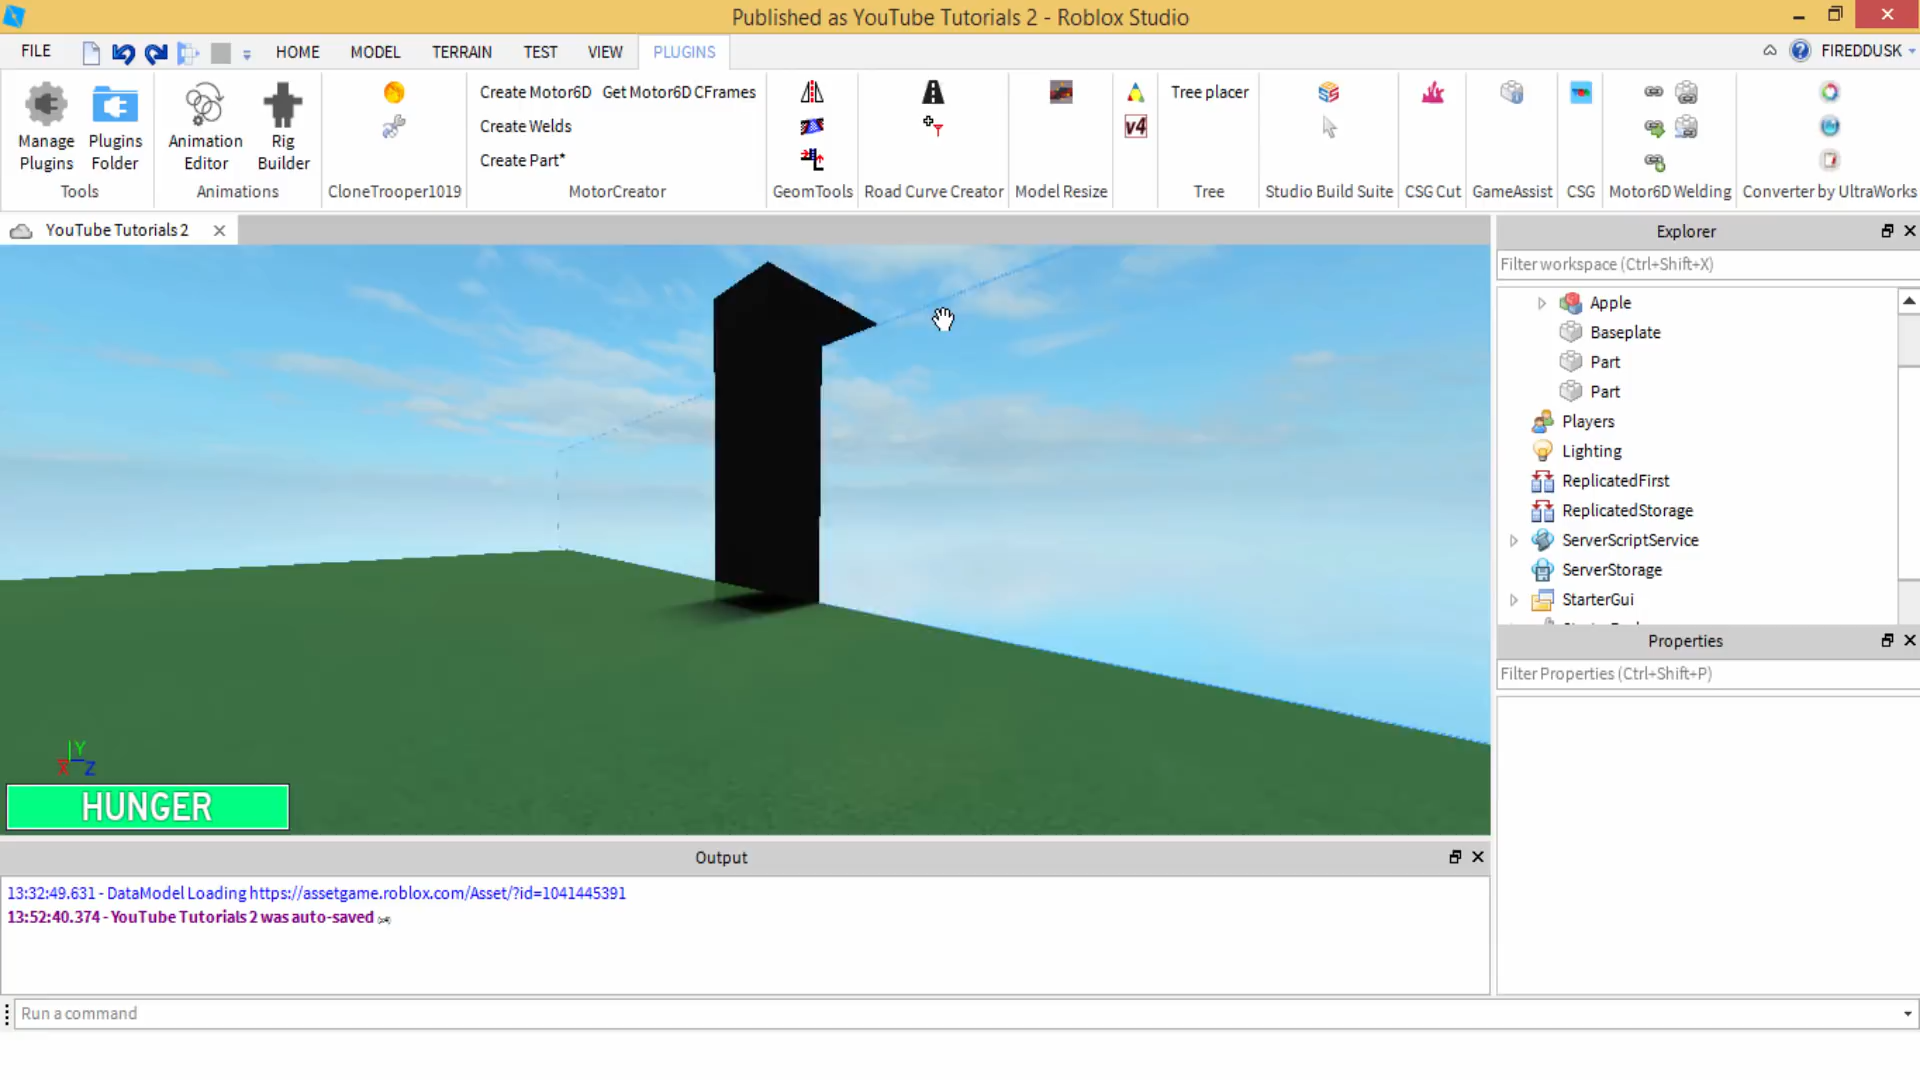 Published as YouTube Tutorials 2 - Roblox Studio
FILE HOME MODEL TERRAIN TEST VIEW PLUGINS FIREDDUSK
Manage Plugins
Plugins Folder
Tools
Animation Editor
Rig Builder
Animations
CloneTrooper1019
Create Motor6D Get Motor6D CFrames
Create Welds
Create Part*
MotorCreator
GeomTools
Road Curve Creator
Model Resize
v4
Tree placer
Tree
Studio Build Suite
CSG Cut
GameAssist
CSG
Motor6D Welding
Converter by UltraWorks
YouTube Tutorials 2
Explorer
Filter workspace (Ctrl+Shift+X)
Apple
Baseplate
Part
Part
Players
Lighting
ReplicatedFirst
ReplicatedStorage
ServerScriptService
ServerStorage
StarterGui
Properties
Filter Properties (Ctrl+Shift+P)
Y
X Z
HUNGER
Output
13:32:49.631 - DataModel Loading https://assetgame.roblox.com/Asset/?id=1041445391
13:52:40.374 - YouTube Tutorials 2 was auto-saved
Run a command